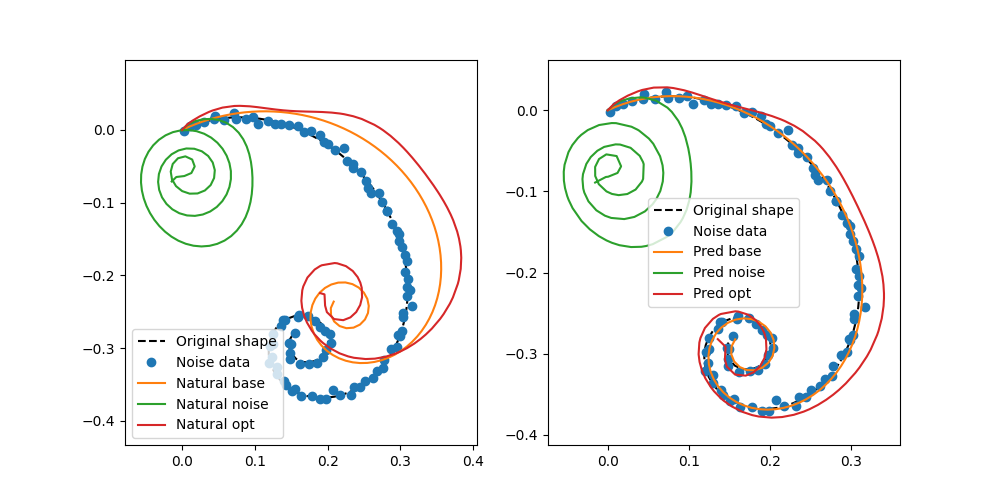 0.0
−0.1
−0.2
−0.3
−0.4
0.0
0.1
0.2
0.3
0.4
Original shape
Noise data
Natural base
Natural noise
Natural opt
0.0
−0.1
−0.2
−0.3
−0.4
0.0
0.1
0.2
0.3
Original shape
Noise data
Pred base
Pred noise
Pred opt